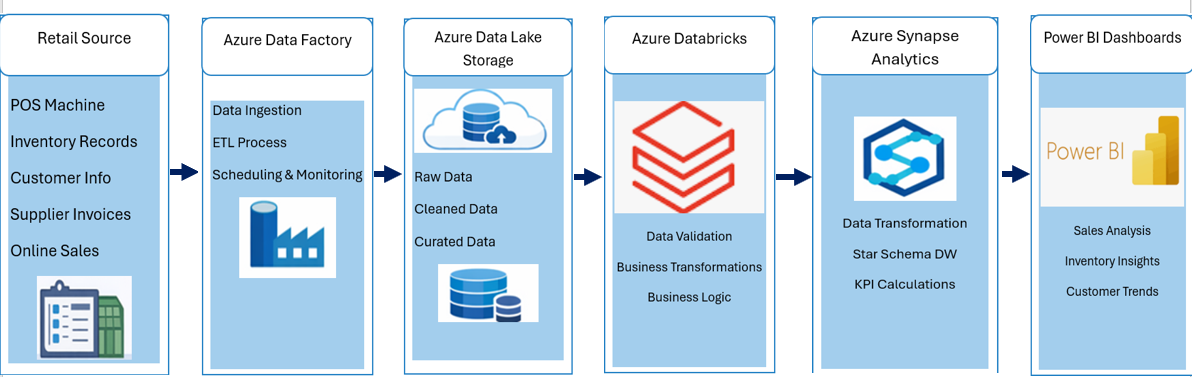 Retail Source
POS Machine
Inventory Records
Customer Info
Supplier Invoices
Online Sales
Azure Data Factory
Data Ingestion
ETL Process
Scheduling & Monitoring
Azure Data Lake
Storage
Raw Data
Cleaned Data
Curated Data
Azure Databricks
Data Validation
Business Transformations
Business Logic
Azure Synapse
Analytics
Data Transformation
Star Schema DW
KPI Calculations
Power BI Dashboards
Power BI
Sales Analysis
Inventory Insights
Customer Trends